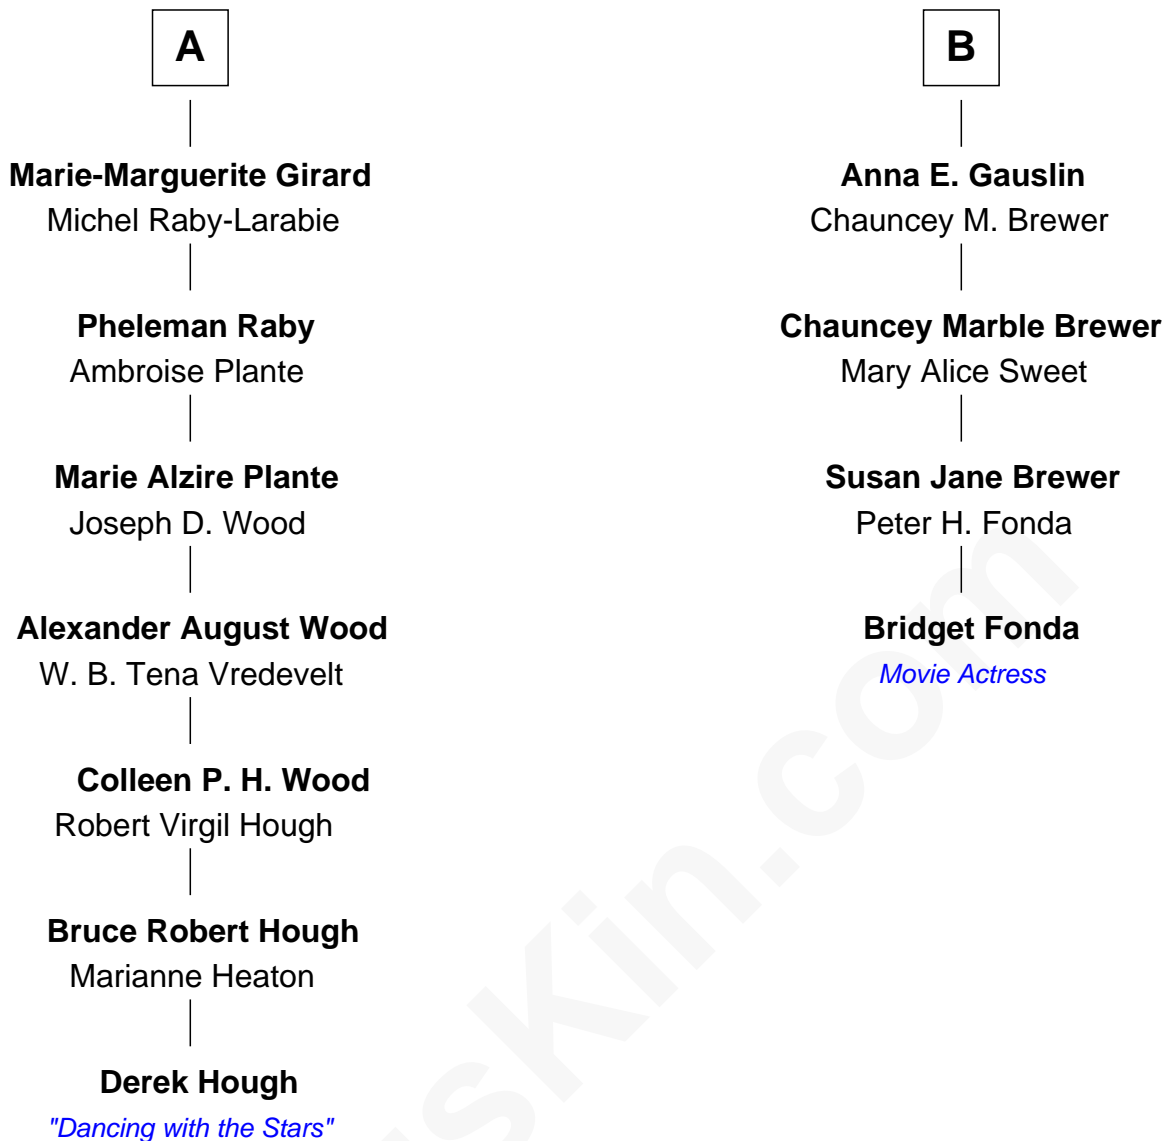 A
Marie-Marguerite Girard
Michel Raby-Larabie
Pheleman Raby
Ambroise Plante
Marie Alzire Plante
Joseph D. Wood
Alexander August Wood
W. B. Tena Vredevelt
Colleen P. H. Wood
Robert Virgil Hough
Bruce Robert Hough
Marianne Heaton
Derek Hough
"Dancing with the Stars"
B
Anna E. Gauslin
Chauncey M. Brewer
Chauncey Marble Brewer
Mary Alice Sweet
Susan Jane Brewer
Peter H. Fonda
Bridget Fonda
Movie Actress